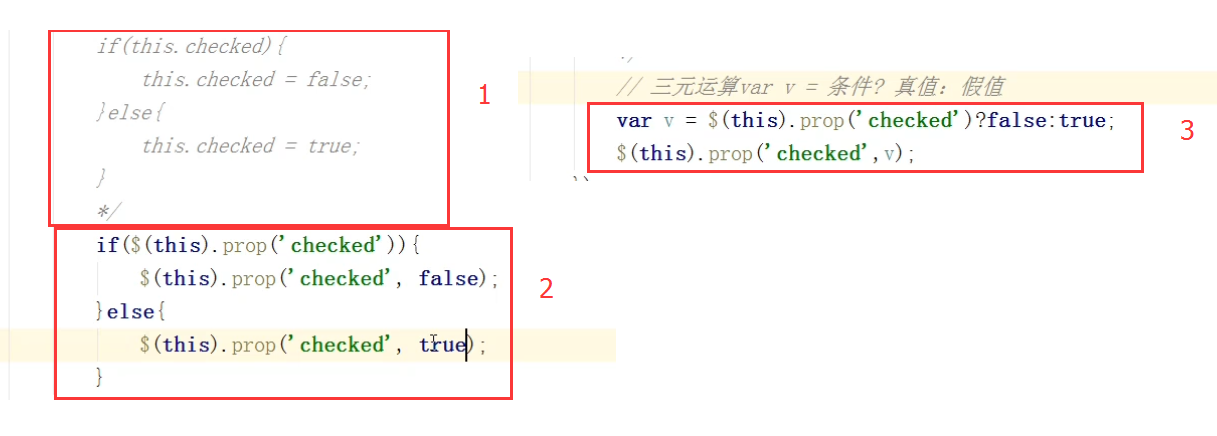 if(this.checked){
this.checked = false;
}else{
this.checked = true;
}
*/
1
if($(this).prop('checked')){
$(this).prop('checked', false);
}else{
$(this).prop('checked', true);
}
2
// 三元运算var v = 条件? 真值: 假值
var v = $(this).prop('checked')?false:true;
$(this).prop('checked',v);
3